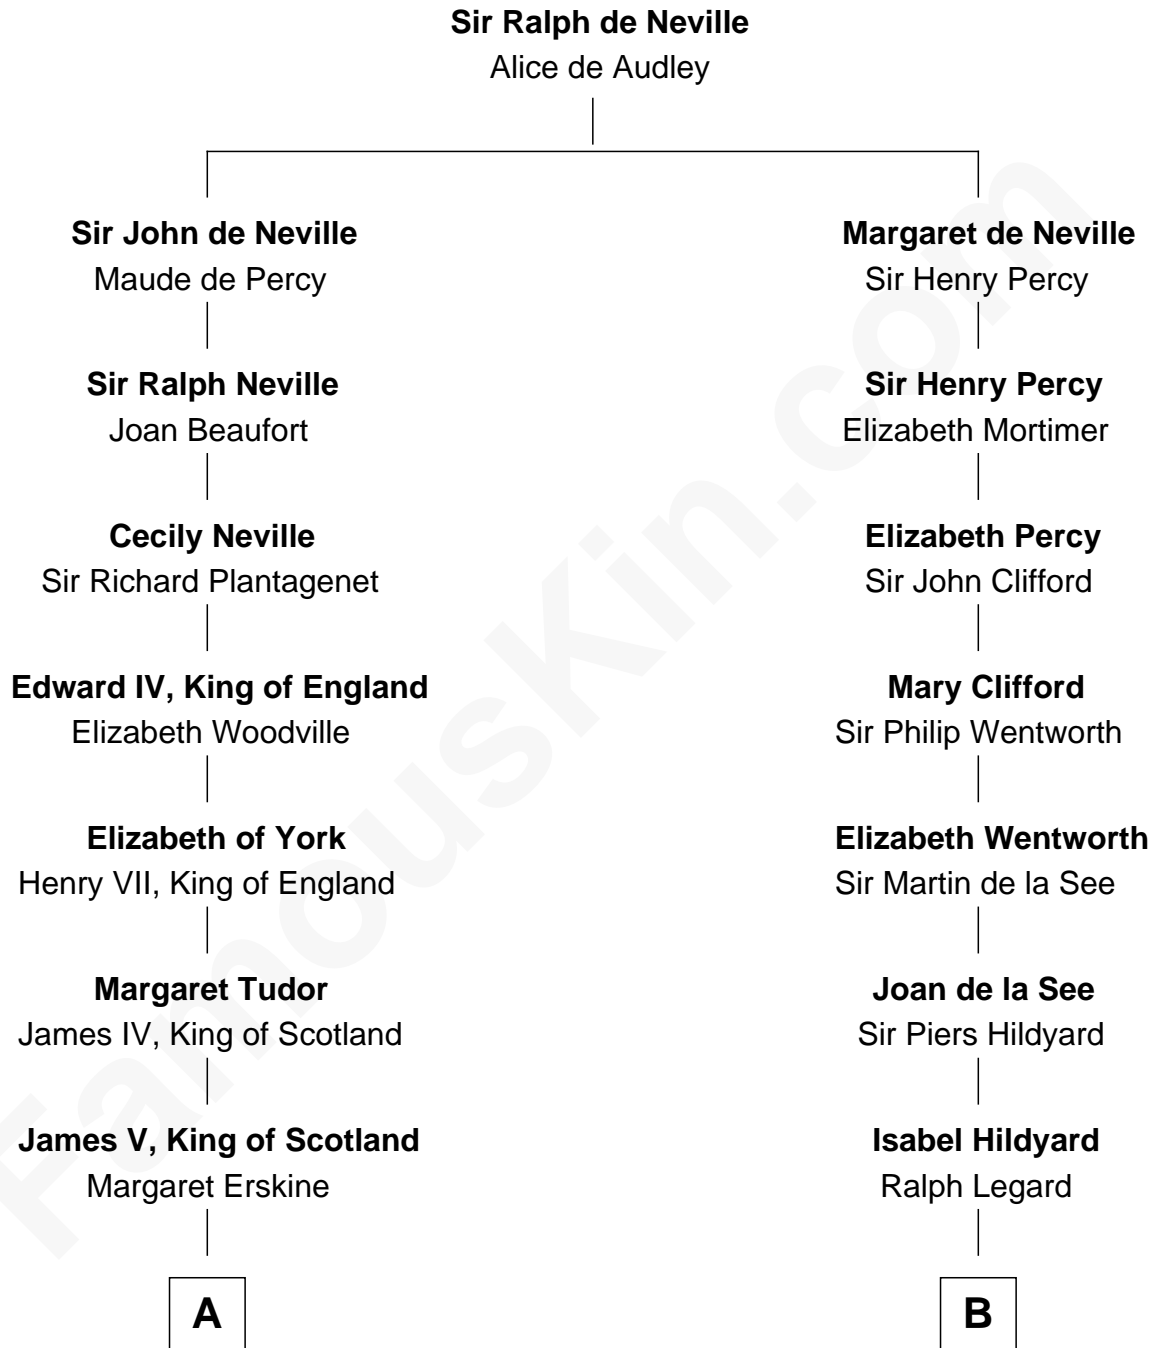 Sir Ralph de Neville
Alice de Audley
Sir John de Neville
Maude de Percy
Margaret de Neville
Sir Henry Percy
Sir Ralph Neville
Joan Beaufort
Sir Henry Percy
Elizabeth Mortimer
Cecily Neville
Sir Richard Plantagenet
Elizabeth Percy
Sir John Clifford
Edward IV, King of England
Elizabeth Woodville
Mary Clifford
Sir Philip Wentworth
Elizabeth of York
Henry VII, King of England
Elizabeth Wentworth
Sir Martin de la See
Margaret Tudor
James IV, King of Scotland
Joan de la See
Sir Piers Hildyard
James V, King of Scotland
Margaret Erskine
Isabel Hildyard
Ralph Legard
A
B
FamousKin.com